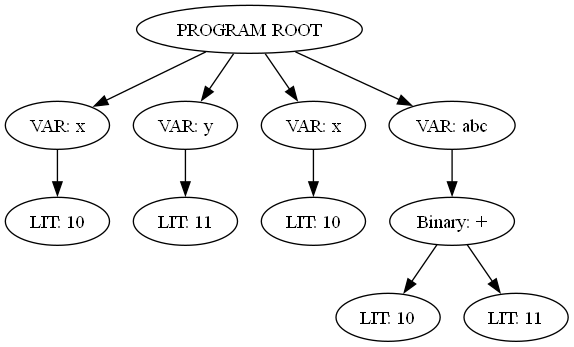 PROGRAM ROOT
VAR: x
VAR: y
VAR: x
VAR: abc
LIT: 10
LIT: 11
LIT: 10
Binary: +
LIT: 10
LIT: 11